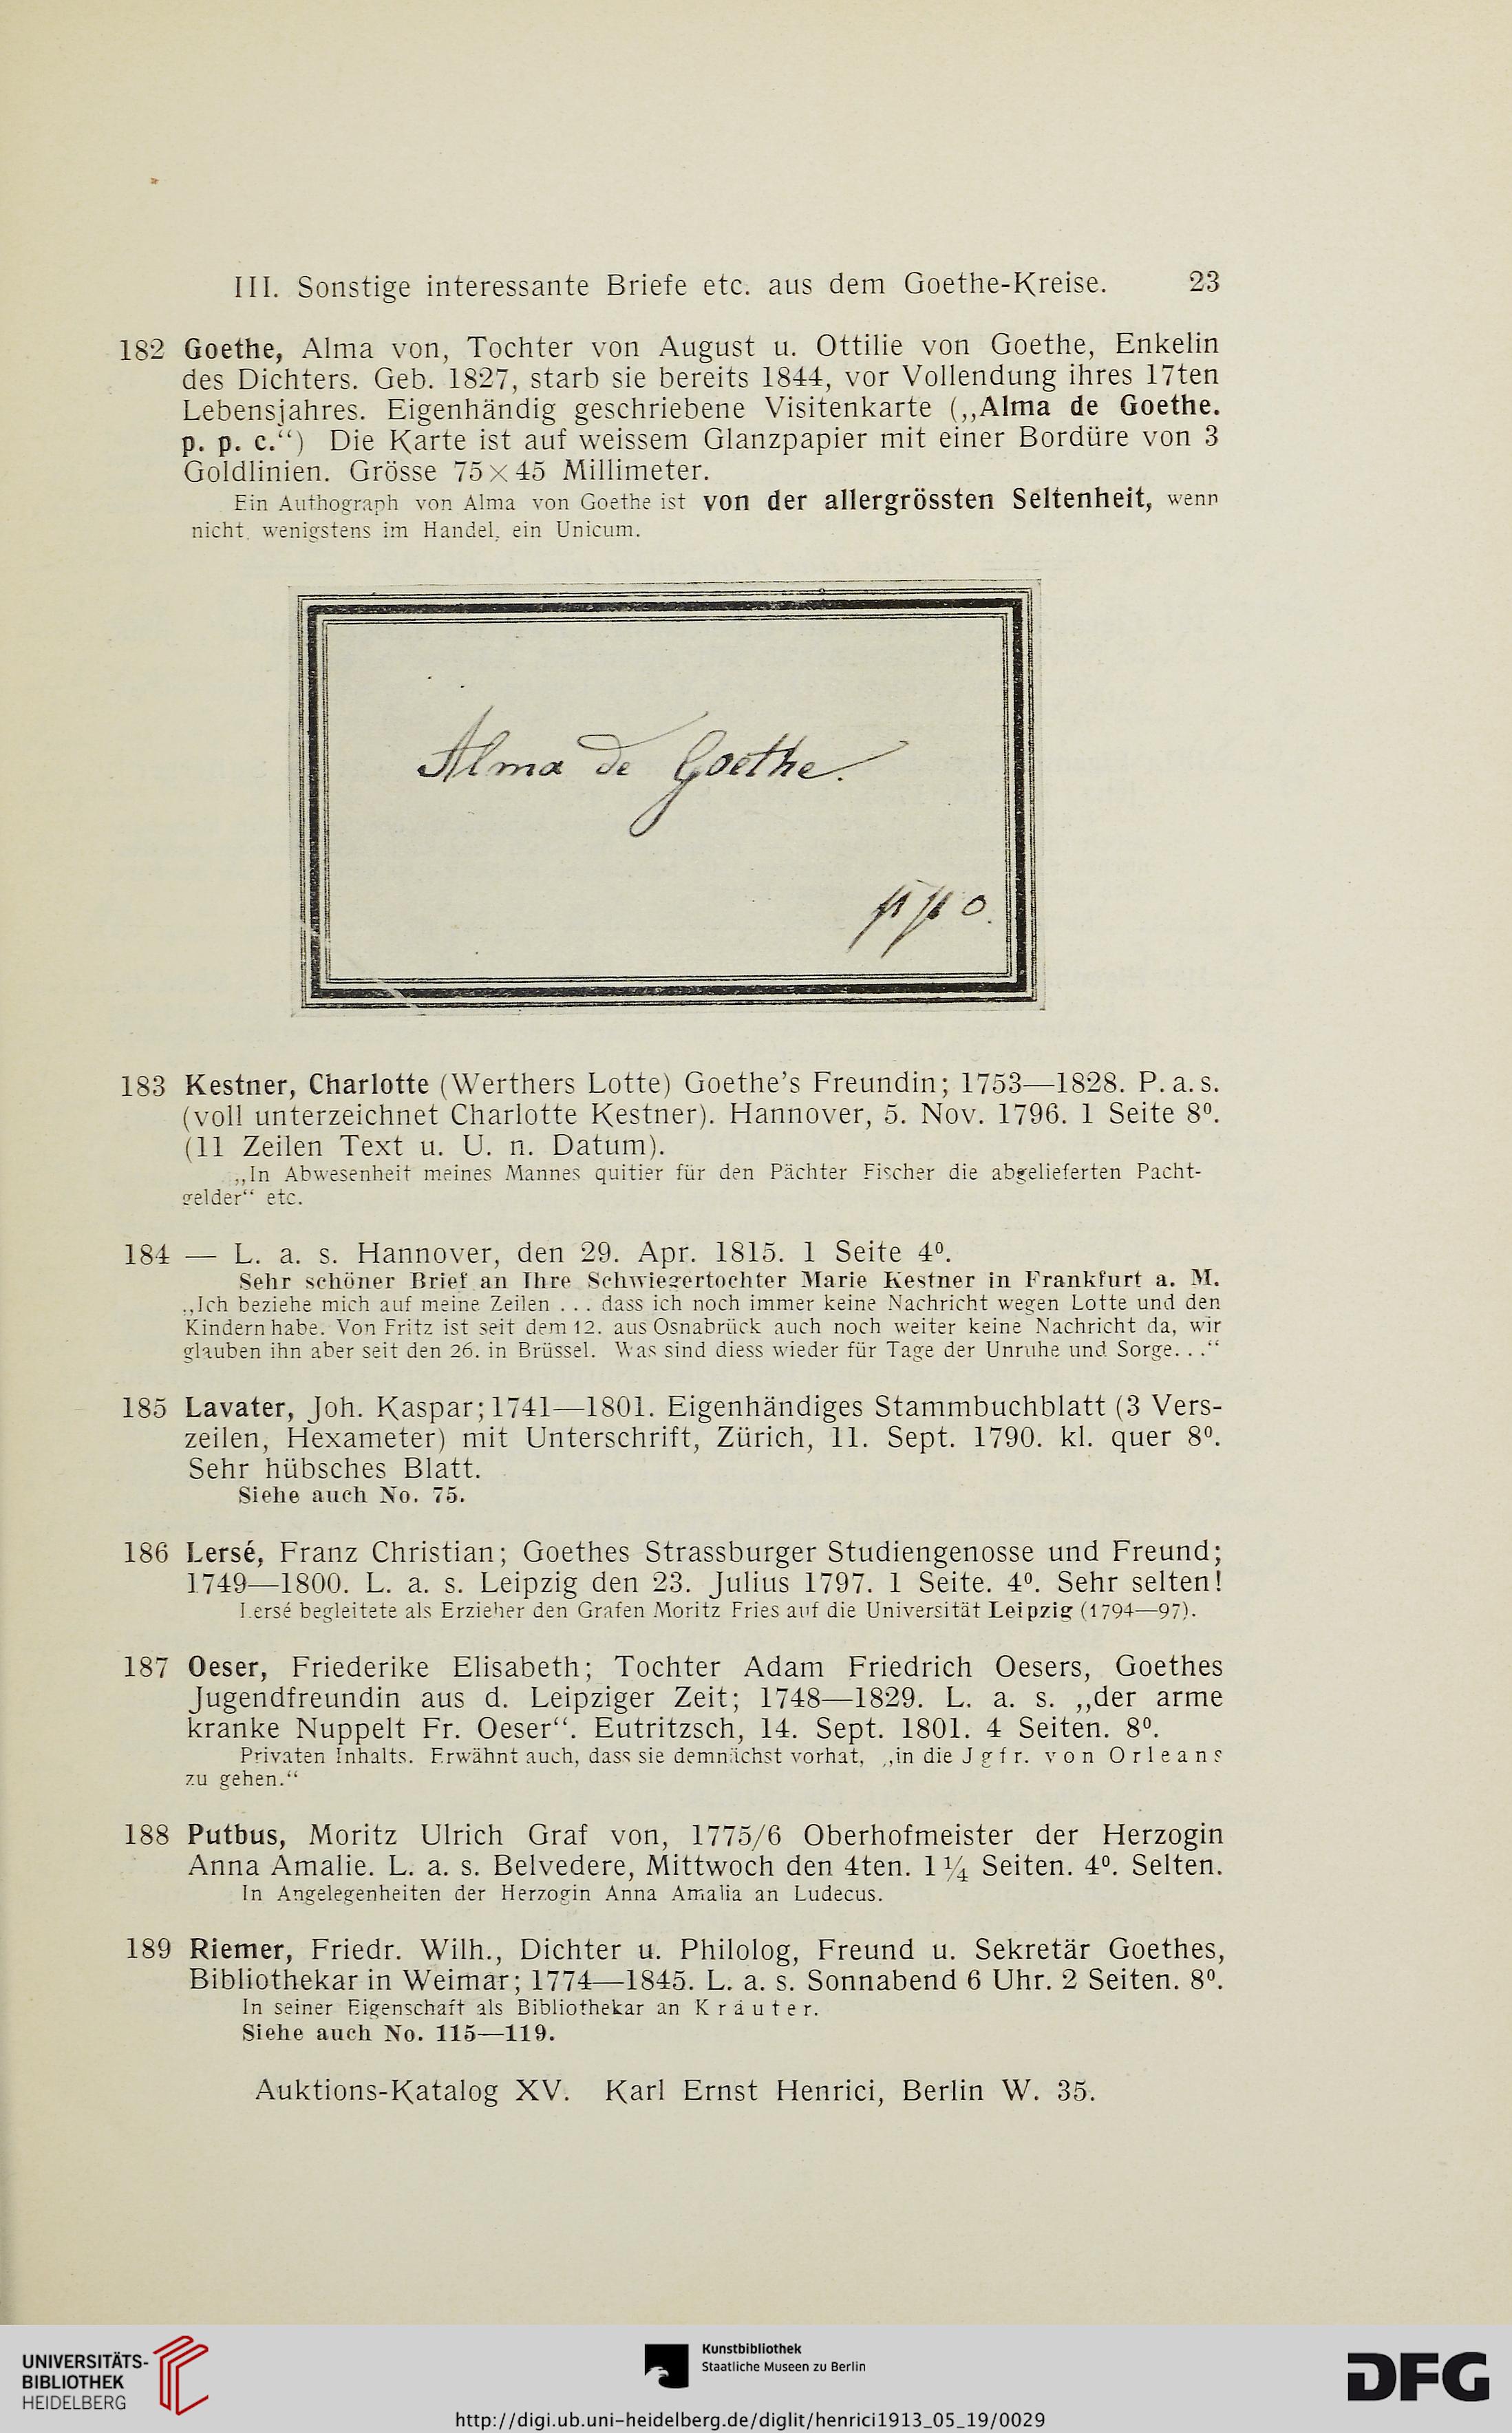 III. Sonstige interessante Briefe etc. aus dem Goethe-Kreise. 23
182 Goethe, Alma von, Tochter von August u. Ottilie von Goethe, Enkelin
des Dichters. Geb. 1827, starb sie bereits 1844, vor Vollendung ihres 17ten
Lebensjahres. Eigenhändig geschriebene Visitenkarte („Alma de Goethe.
p. p. c.“) Die Karte ist auf weissem Glanzpapier mit einer Bordüre von 3
Goldlinien. Grösse 75×45 Millimeter.
Ein Authograph von Alma von Goethe ist von der allergrössten Seltenheit, wenn
nicht, wenigstens im Handel, ein Unicum.
Alma de Goethe.
183 Kestner, Charlotte (Werthers Lotte) Goethe’s Freundin; 1753—1828. P. a. s.
(voll unterzeichnet Charlotte Kestner). Hannover, 5. Nov. 1796. 1 Seite 8⁰.
(11 Zeilen Text u. U. n. Datum).
„In Abwesenheit meines Mannes quitier für den Pächter Fischer die abgelieferten Pacht-
gelder“ etc.
184 — L. a. s. Hannover, den 29. Apr. 1815. 1 Seite 4⁰.
Sehr schöner Brief an Ihre Schwiegertochter Marie Kestner in Frankfurt a. M.
„Ich beziehe mich auf meine Zeilen . . . dass ich noch immer keine Nachricht wegen Lotte und den
Kindern habe. Von Fritz ist seit dem 12. aus Osnabrück auch noch weiter keine Nachricht da, wir
glauben ihn aber seit den 26. in Brüssel. Was sind diess wieder für Tage der Unruhe und Sorge. . .“
185 Lavater, Joh. Kaspar; 1741—1801. Eigenhändiges Stammbuchblatt (3 Vers-
zeilen, Hexameter) mit Unterschrift, Zürich, 11. Sept. 1790. kl. quer 8⁰.
Sehr hübsches Blatt.
Siehe auch No. 75.
186 Lersé, Franz Christian; Goethes Strassburger Studiengenosse und Freund;
1749—1800. L. a. s. Leipzig den 23. Julius 1797. 1 Seite. 4⁰. Sehr selten!
Lersé begleitete als Erzieher den Grafen Moritz Fries auf die Universität Leipzig (1794—97).
187 Oeser, Friederike Elisabeth; Tochter Adam Friedrich Oesers, Goethes
Jugendfreundin aus d. Leipziger Zeit; 1748—1829. L. a. s. „der arme
kranke Nuppelt Fr. Oeser“. Eutritzsch, 14. Sept. 1801. 4 Seiten. 8⁰.
Privaten Inhalts. Erwähnt auch, dass sie demnächst vorhat, „in die Jgfr. von Orleans
zu gehen.“
188 Putbus, Moritz Ulrich Graf von, 1775/6 Oberhofmeister der Herzogin
Anna Amalie. L. a. s. Belvedere, Mittwoch den 4ten. 1¼ Seiten. 4⁰. Selten.
In Angelegenheiten der Herzogin Anna Amalia an Ludecus.
189 Riemer, Friedr. Wilh., Dichter u. Philolog, Freund u. Sekretär Goethes,
Bibliothekar in Weimar; 1774—1845. L. a. s. Sonnabend 6 Uhr. 2 Seiten. 8⁰.
In seiner Eigenschaft als Bibliothekar an Kräuter.
Siehe auch No. 115—119.
Auktions-Katalog XV. Karl Ernst Henrici, Berlin W. 35.
UNIVERSITÄTS-
BIBLIOTHEK
HEIDELBERG
Kunstbibliothek
Staatliche Museen zu Berlin
DFG
http://digi.ub.uni-heidelberg.de/diglit/henrici1913_05_19/0029